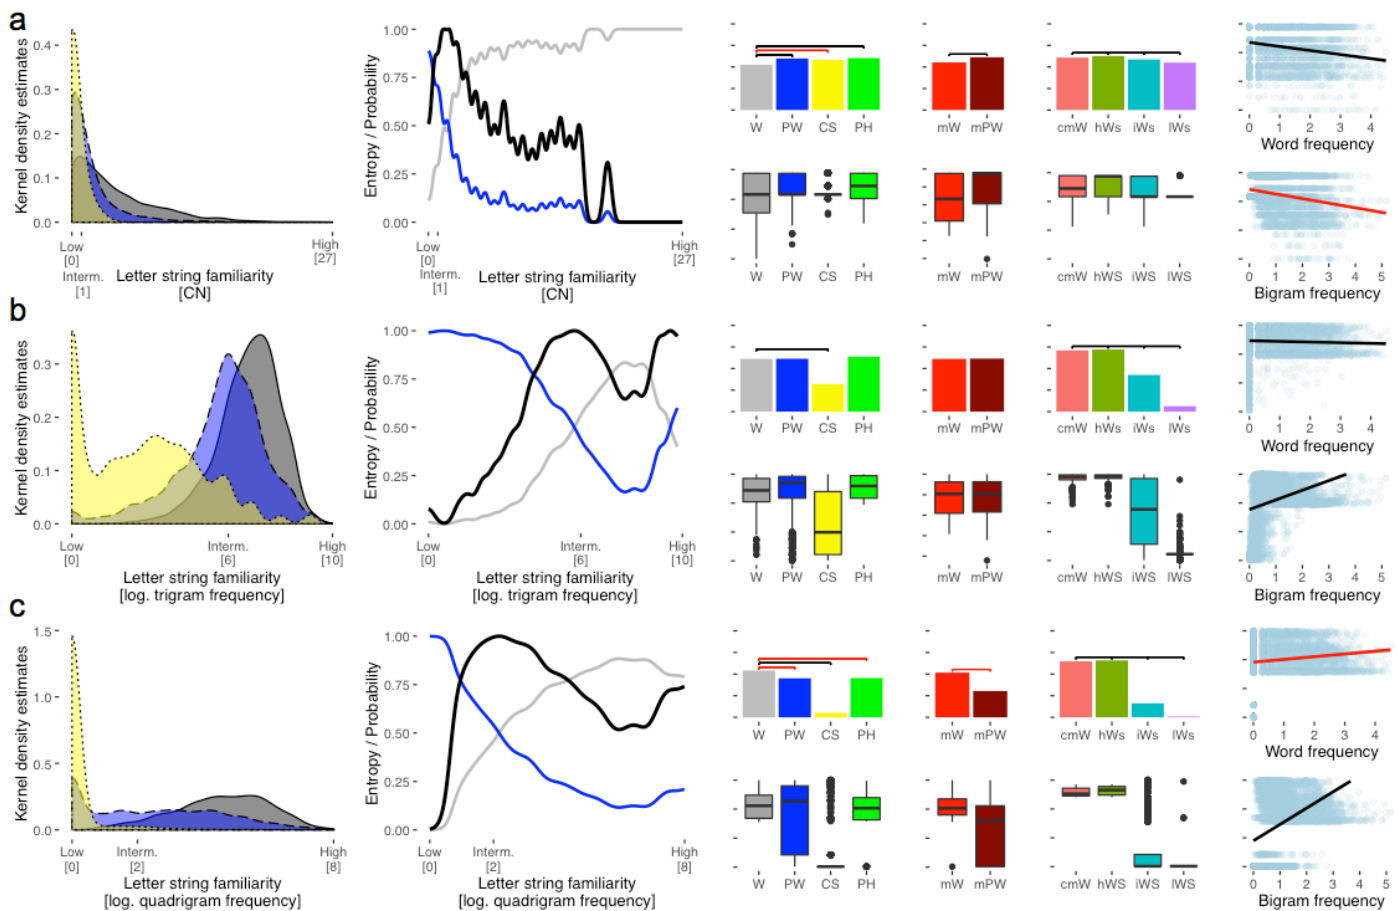 a
Kernel density estimates
0.4
0.3
0.2
0.1
0.0
Low
[0]
Interm.
[1]
High
[27]
Letter string familiarity
[CN]
Entropy / Probability
1.00
0.75
0.50
0.25
0.00
Low
[0]
Interm.
[1]
High
[27]
Letter string familiarity
[CN]
W PW CS PH
mW mPW
cmW hWs iWs lWs
0 1 2 3 4
Word frequency
W PW CS PH
mW mPW
cmW hWS iWS lWS
0 1 2 3 4 5
Bigram frequency
b
Kernel density estimates
0.3
0.2
0.1
0.0
Low
[0]
Interm.
[6]
High
[10]
Letter string familiarity
[log. trigram frequency]
Entropy / Probability
1.00
0.75
0.50
0.25
0.00
Low
[0]
Interm.
[6]
High
[10]
Letter string familiarity
[log. trigram frequency]
W PW CS PH
mW mPW
cmW hWs iWs lWs
0 1 2 3 4
Word frequency
W PW CS PH
mW mPW
cmW hWS iWS lWS
0 1 2 3 4 5
Bigram frequency
c
Kernel density estimates
1.5
1.0
0.5
0.0
Low
[0]
Interm.
[2]
High
[8]
Letter string familiarity
[log. quadrigram frequency]
Entropy / Probability
1.00
0.75
0.50
0.25
0.00
Low
[0]
Interm.
[2]
High
[8]
Letter string familiarity
[log. quadrigram frequency]
W PW CS PH
mW mPW
cmW hWs iWs lWs
0 1 2 3 4
Word frequency
W PW CS PH
mW mPW
cmW hWS iWS lWS
0 1 2 3 4 5
Bigram frequency